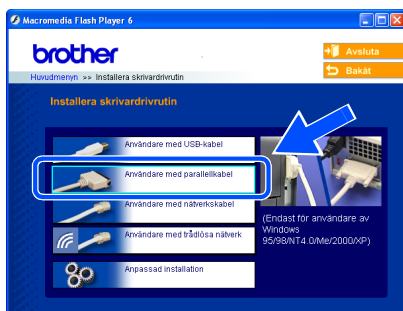 Macromedia Flash Player 6
brother
Avsluta
Bakåt
Huvudmenyn >> Installera skrivardrivrutin
Installera skrivardrivrutin
Användare med USB-kabel
Användare med parallellkabel
Användare med nätverkskabel
Användare med trådlösa nätverk
Anpassad installation
(Endast för användare av
Windows
95/98/NT4.0/Me/2000/XP)